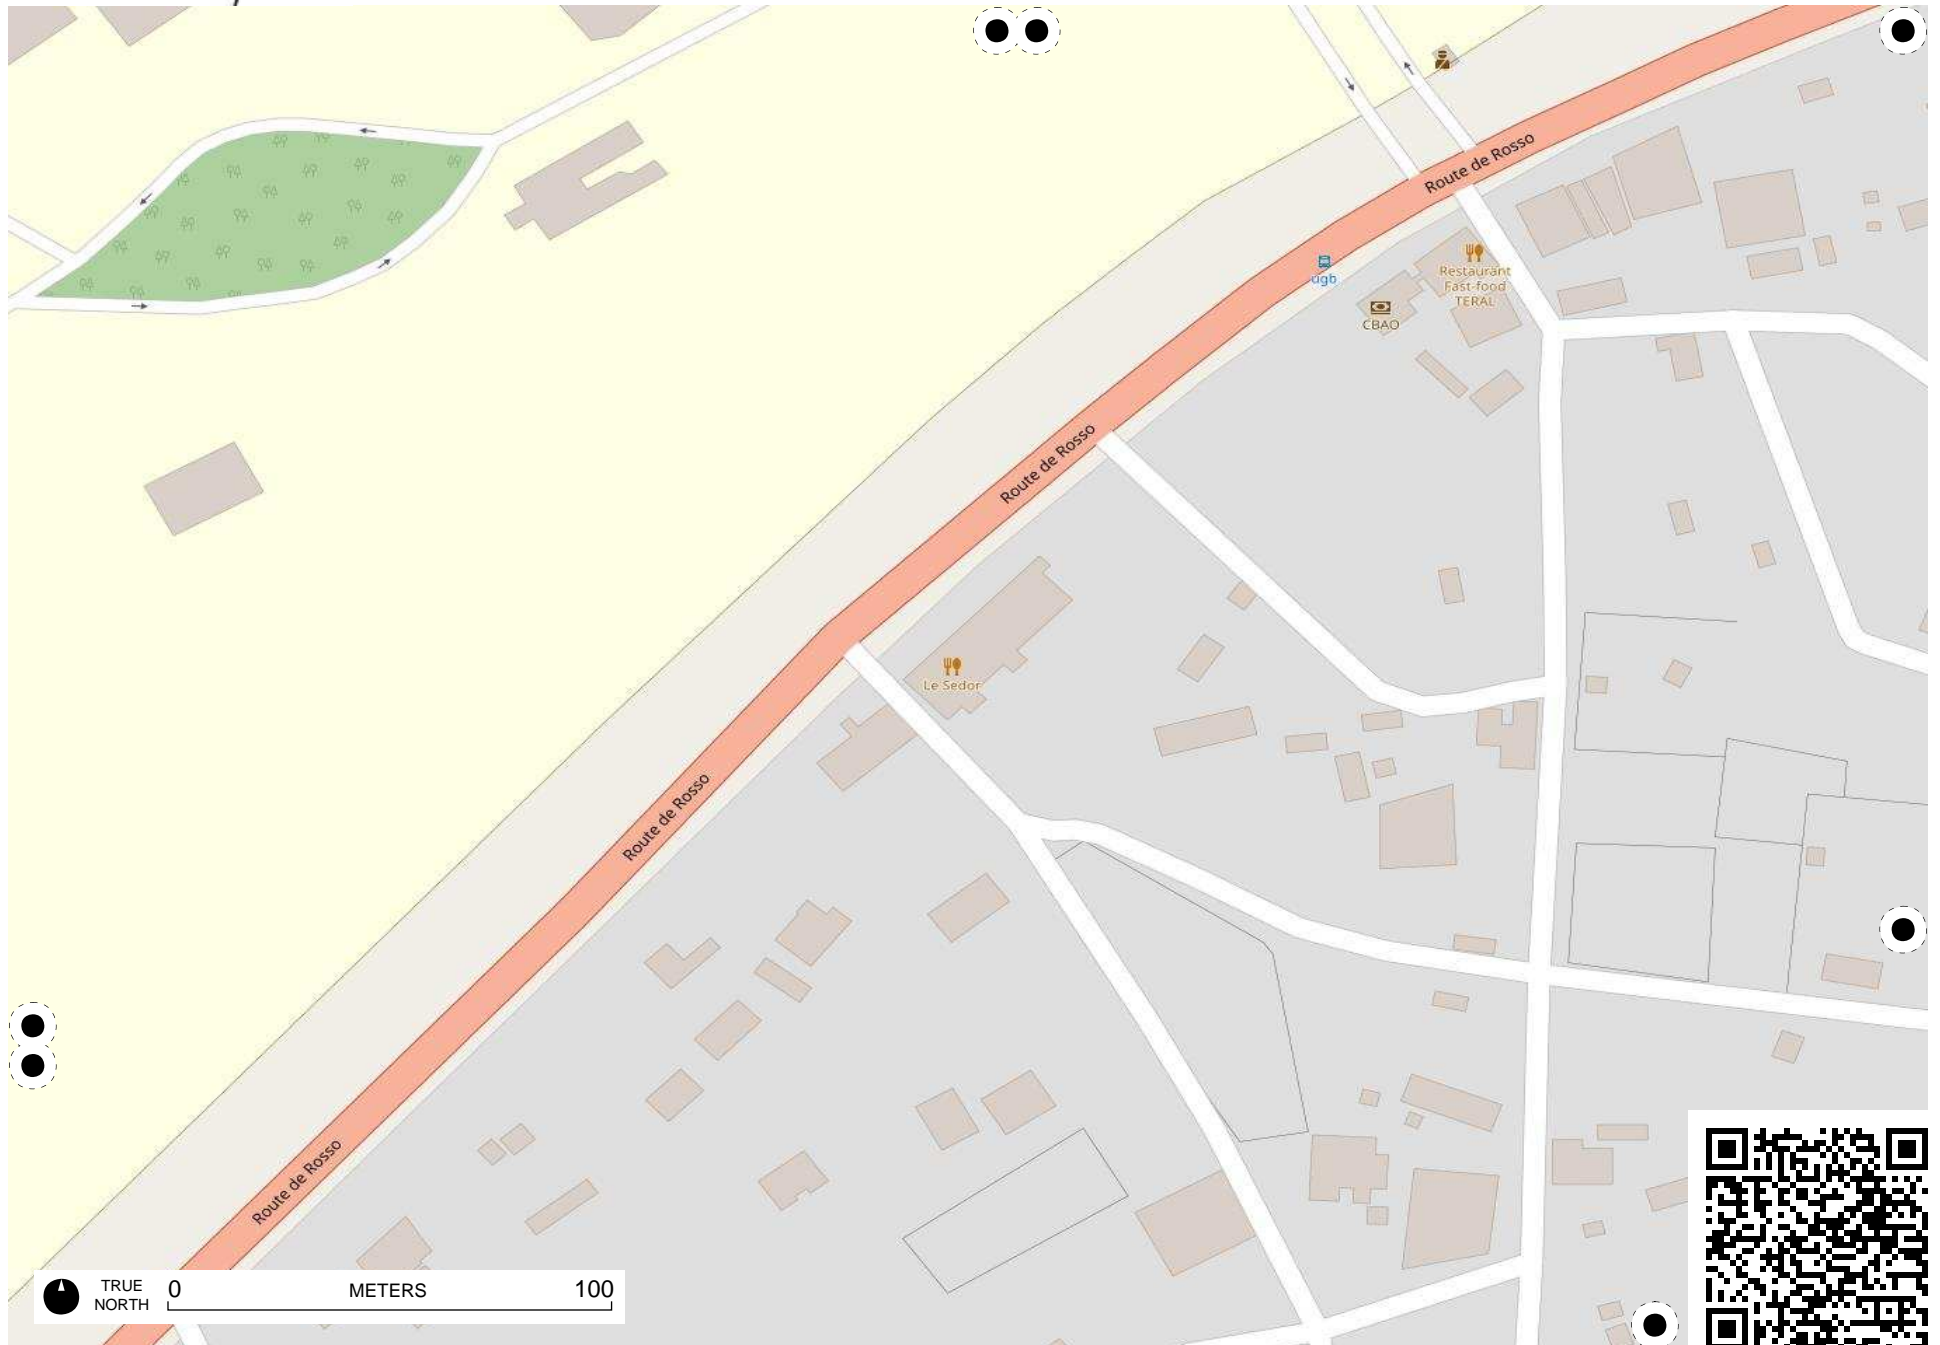 Route de Rosso
ugb
Restaurant
Fast-food
TERAL
CBAO
Route de Rosso
Le Sedor
Route de Rosso
Route de Rosso
TRUE
NORTH
0 METERS 100